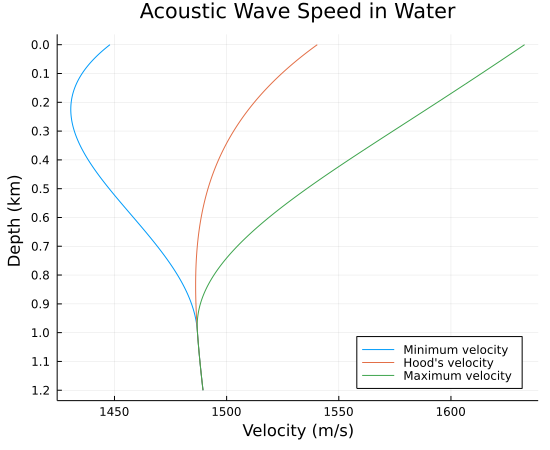 Acoustic Wave Speed in Water
Depth (km)
0.0
0.1
0.2
0.3
0.4
0.5
0.6
0.7
0.8
0.9
1.0
1.1
1.2
Minimum velocity
Hood's velocity
Maximum velocity
1450 1500 1550 1600
Velocity (m/s)